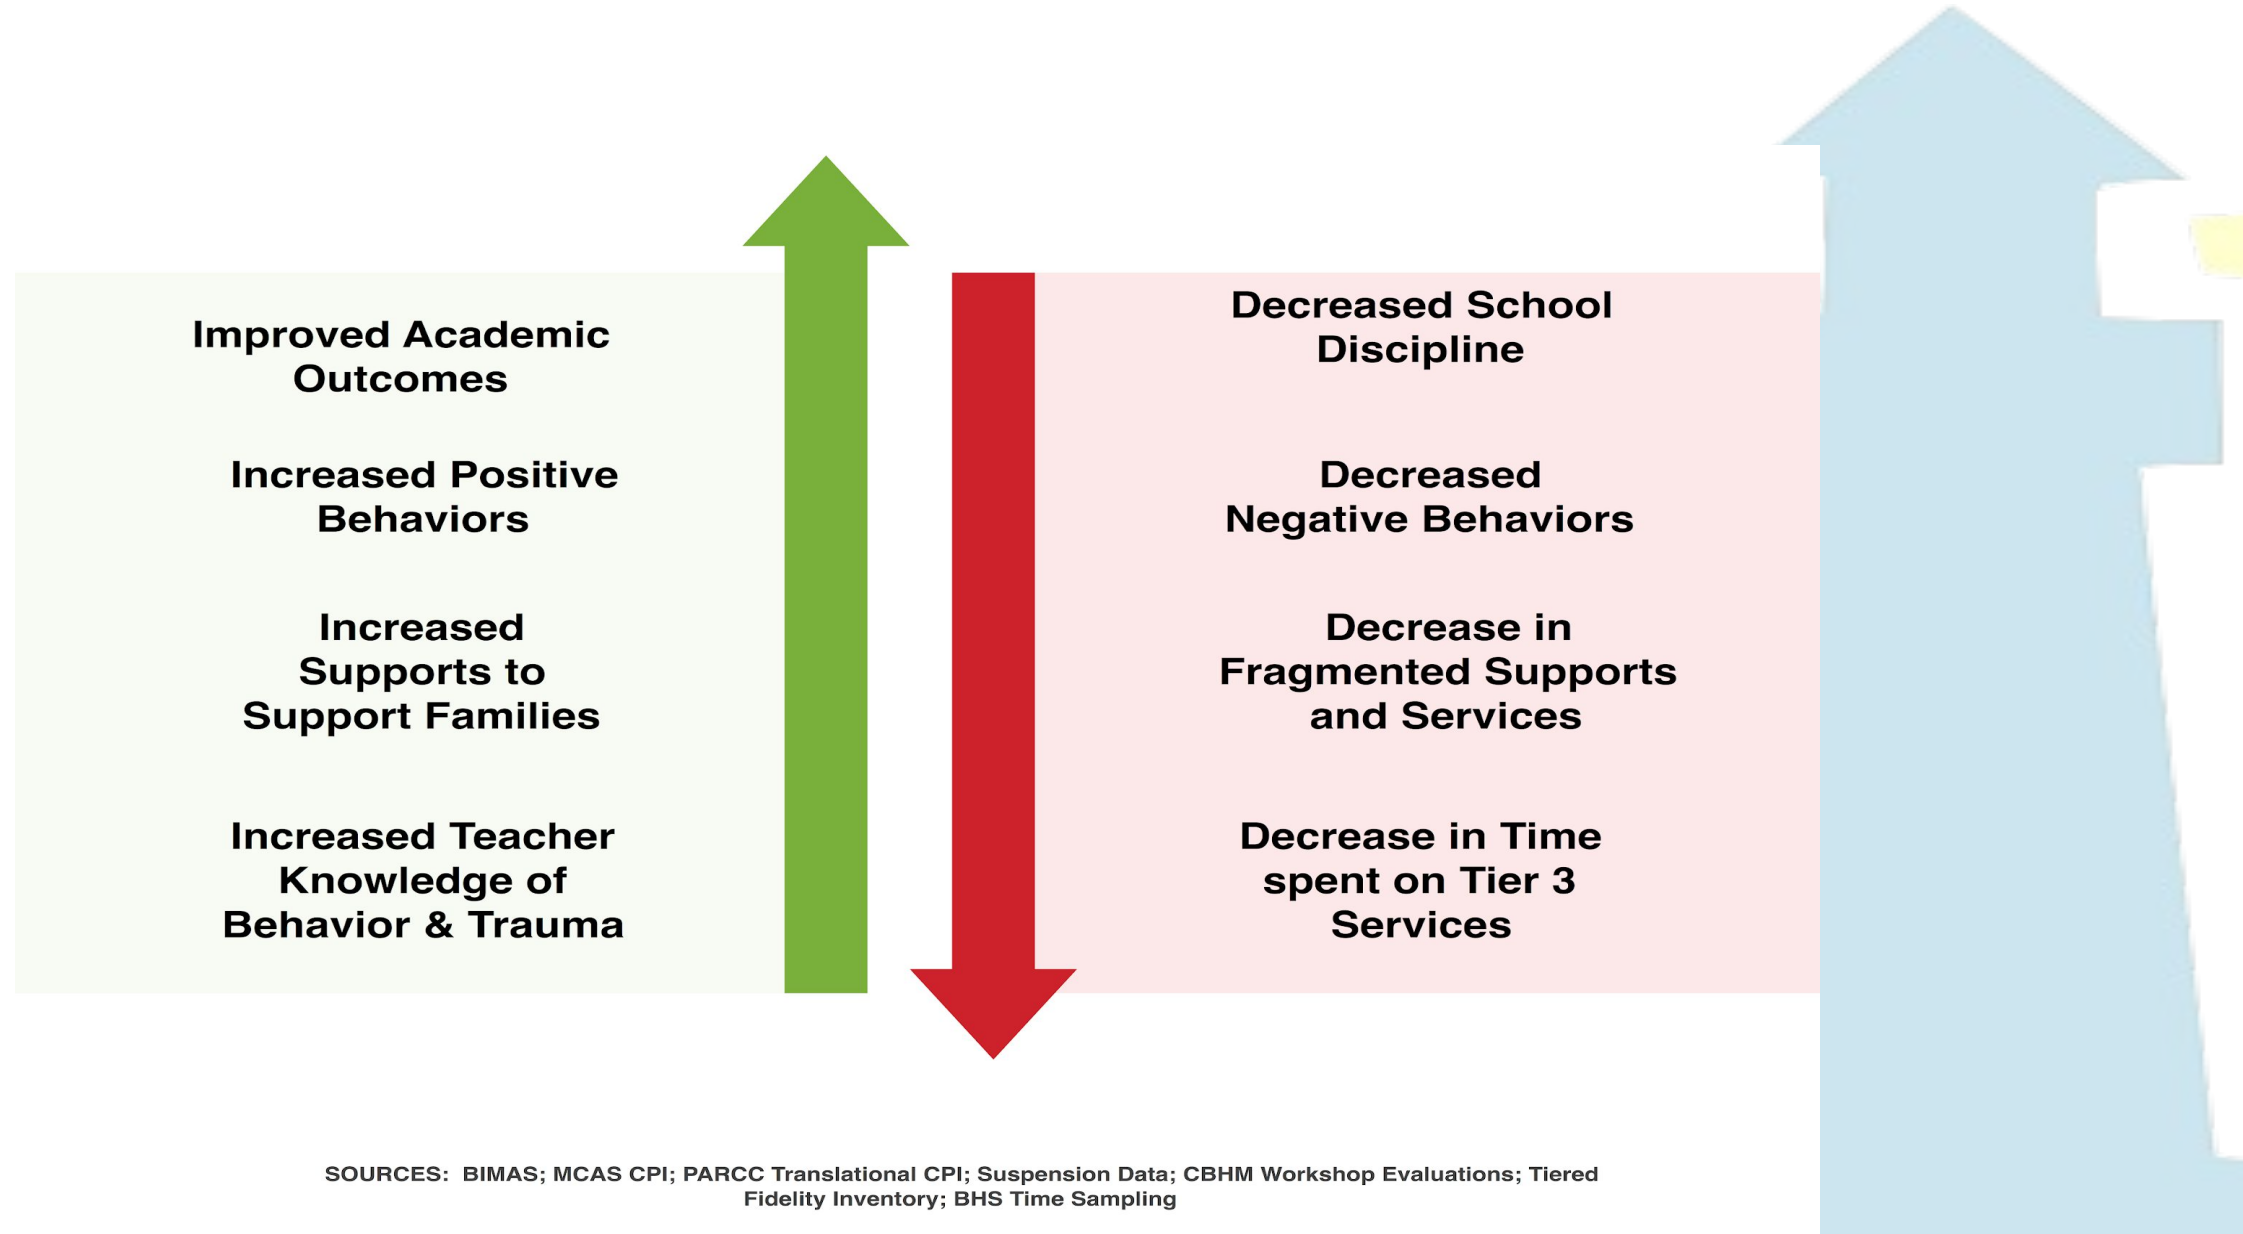 Improved Academic
Outcomes
Increased Positive
Behaviors
Increased
Supports to
Support Families
Increased Teacher
Knowledge of
Behavior & Trauma
Decreased School
Discipline
Decreased
Negative Behaviors
Decrease in
Fragmented Supports
and Services
Decrease in Time
spent on Tier 3
Services
SOURCES:  BIMAS; MCAS CPI; PARCC Translational CPI; Suspension Data; CBHM Workshop Evaluations; Tiered
Fidelity Inventory; BHS Time Sampling